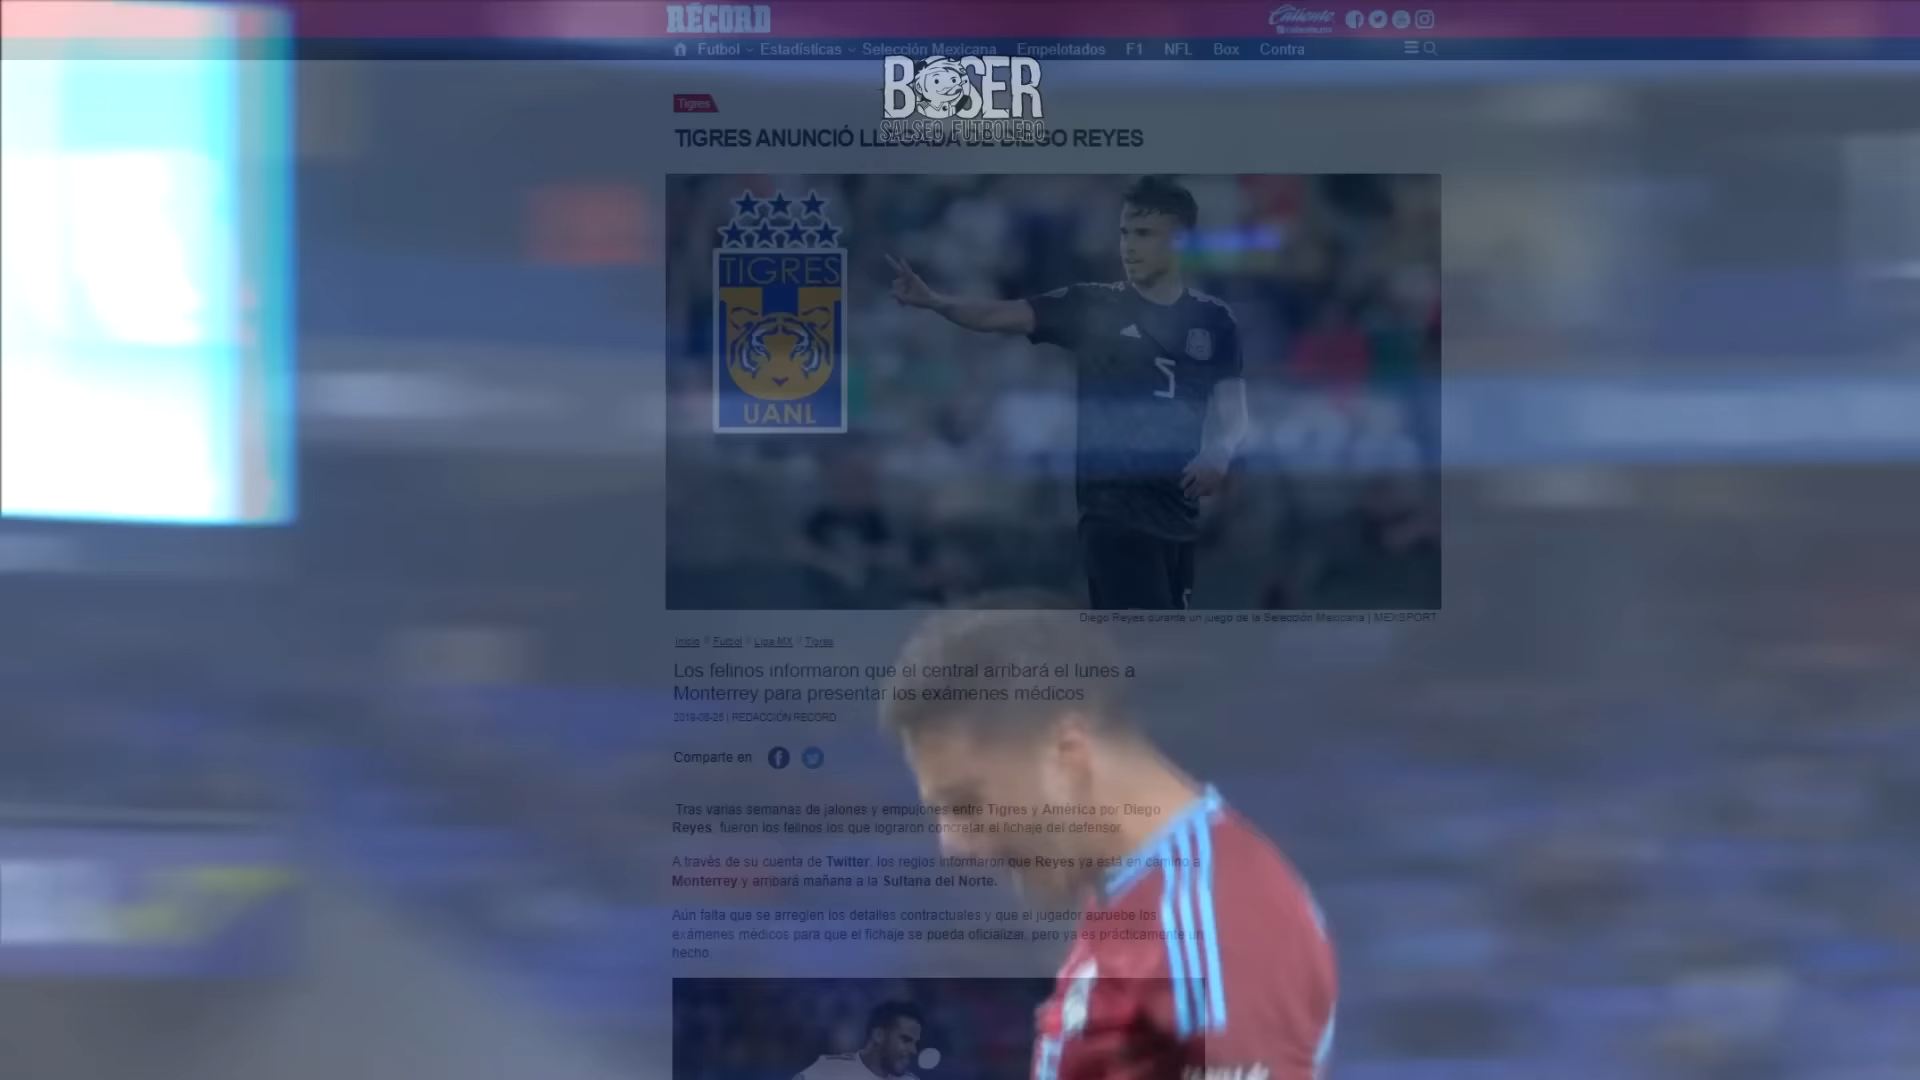 RÉCORD
Caliente
Futbol Estadísticas Selección Mexicana Empelotados F1 NFL Box Contra
BOSER
SALSEO FUTBOLERO
Tigres
TIGRES ANUNCIÓ LLEGADA DE DIEGO REYES
TIGRES
UANL
5
Diego Reyes durante un juego de la Selección Mexicana | MEXSPORT
Inicio / Futbol / Liga MX / Tigres
Los felinos informaron que el central arribará el lunes a
Monterrey para presentar los exámenes médicos
REDACCIÓN RÉCORD
Comparte en
Tras varias semanas de jalones y empujones entre Tigres y América por Diego
Reyes, fueron los felinos los que lograron concretar el fichaje del defensor.
A través de su cuenta de Twitter, los regios informaron que Reyes ya está en camino a
Monterrey y arribará mañana a la Sultana del Norte.
Aún falta que se arreglen los detalles contractuales y que el jugador apruebe los
exámenes médicos para que el fichaje se pueda oficializar, pero ya es prácticamente un
hecho.